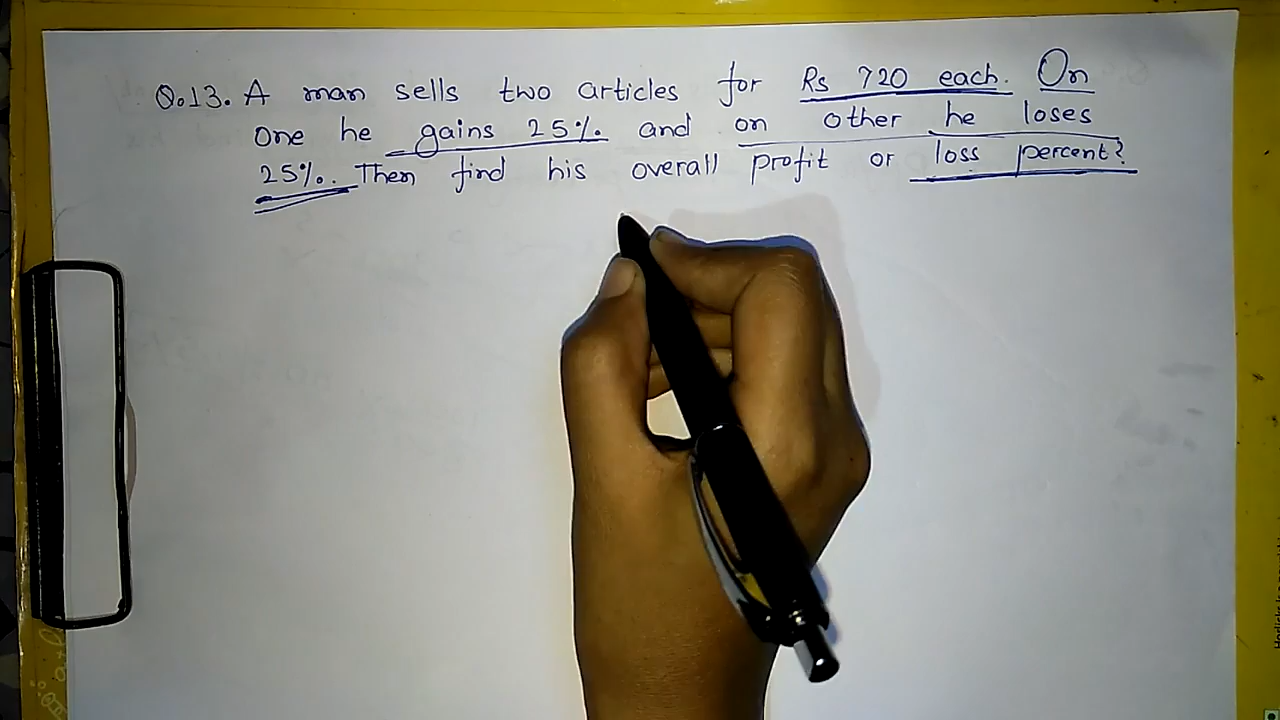 Q.13. A man sells two articles for Rs 720 each. On
one he gains 25% and on other he loses
25%. Then find his overall profit or loss percent?